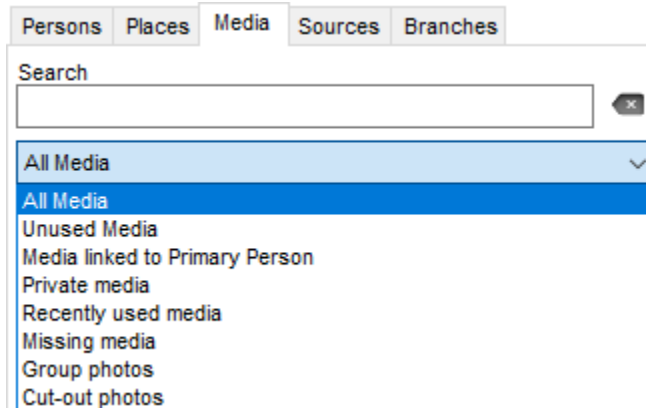 Persons Places Media Sources Branches
Search
All Media
All Media
Unused Media
Media linked to Primary Person
Private media
Recently used media
Missing media
Group photos
Cut-out photos